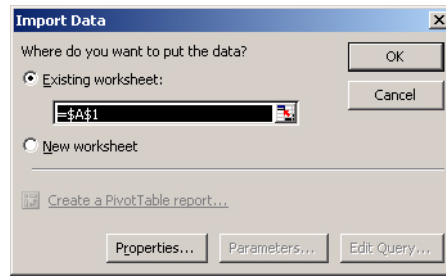 Import Data
Where do you want to put the data?
Existing worksheet:
=$A$1
New worksheet
Create a PivotTable report...
OK
Cancel
Properties... Parameters... Edit Query...